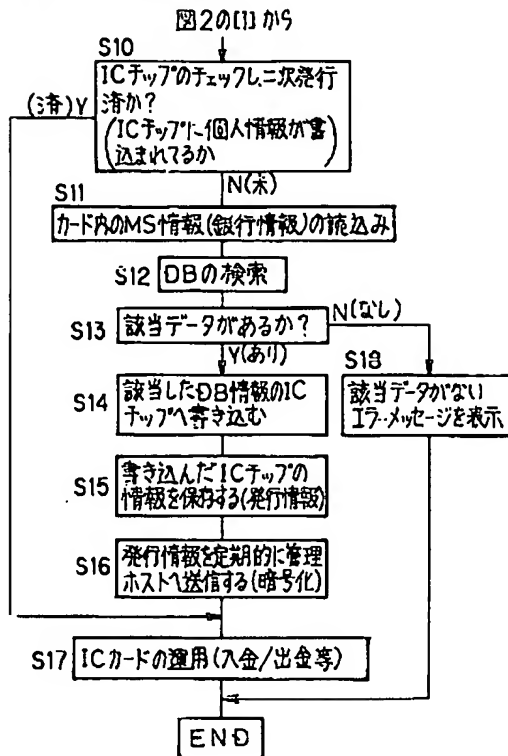 図2の[1]から
S10
ICチップのチェックし、二次発行
済か?
(ICチップに個人情報が書
込まれてるか)
(済)Y
N(未)
S11
カード内のMS情報(銀行情報)の読込み
S12 DBの検索
S13 該当データがあるか?
N(なし)
Y(あり)
S18
該当データがない
エラーメッセージを表示
S14 該当したDB情報のIC
チップへ書き込む
S15 書き込んだICチップの
情報を保存する(発行情報)
S16 発行情報を定期的に管理
ホストへ送信する(暗号化)
S17 ICカードの運用(入金/出金等)
END